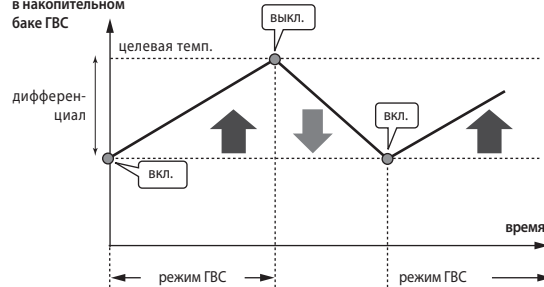 в накопительном
баке ГВС
выкл.
целевая темп.
дифферен-
циал
вкл.
вкл.
время
режим ГВС
режим ГВС